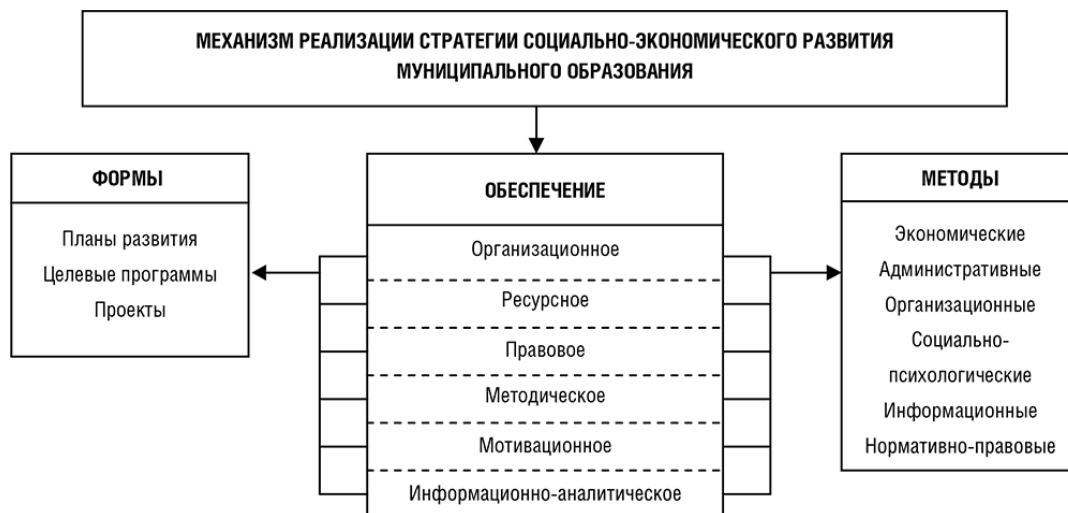 МЕХАНИЗМ РЕАЛИЗАЦИИ СТРАТЕГИИ СОЦИАЛЬНО-ЭКОНОМИЧЕСКОГО РАЗВИТИЯ
МУНИЦИПАЛЬНОГО ОБРАЗОВАНИЯ
ФОРМЫ
Планы развития
Целевые программы
Проекты
ОБЕСПЕЧЕНИЕ
Организационное
Ресурсное
Правовое
Методическое
Мотивационное
Информационно-аналитическое
МЕТОДЫ
Экономические
Административные
Организационные
Социально-
психологические
Информационные
Нормативно-правовые